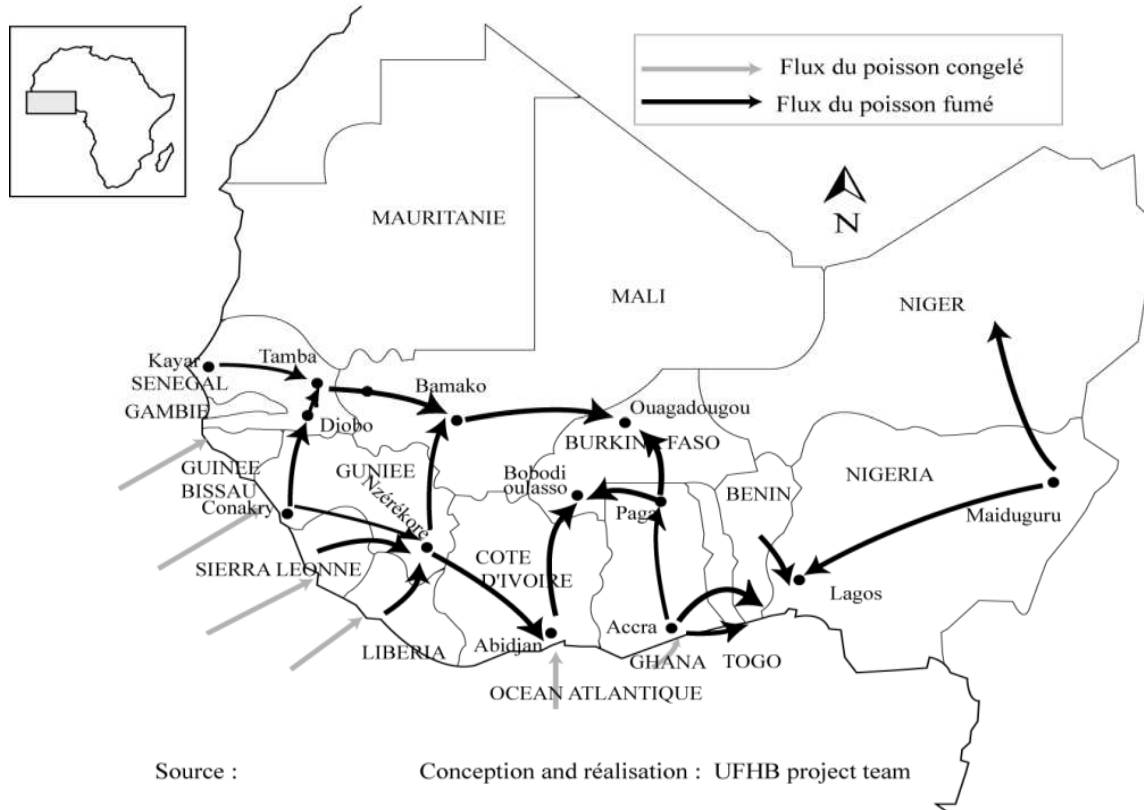 Flux du poisson congelé
Flux du poisson fumé
N
MAURITANIE
MALI
NIGER
Kayar
Tamba
SENEGAL
Bamako
GAMBIE
Djobo
Ouagadougou
BURKINA FASO
GUINEE
BISSAU
GUNIEE
Bobodi
oulasso
BENIN
NIGERIA
Conakry
Nzérékoré
Paga
Maiduguru
COTE
D'IVOIRE
SIERRA LEONNE
Lagos
LIBERIA
Abidjan
Accra
GHANA
TOGO
OCEAN ATLANTIQUE
Source :
Conception and réalisation : UFHB project team